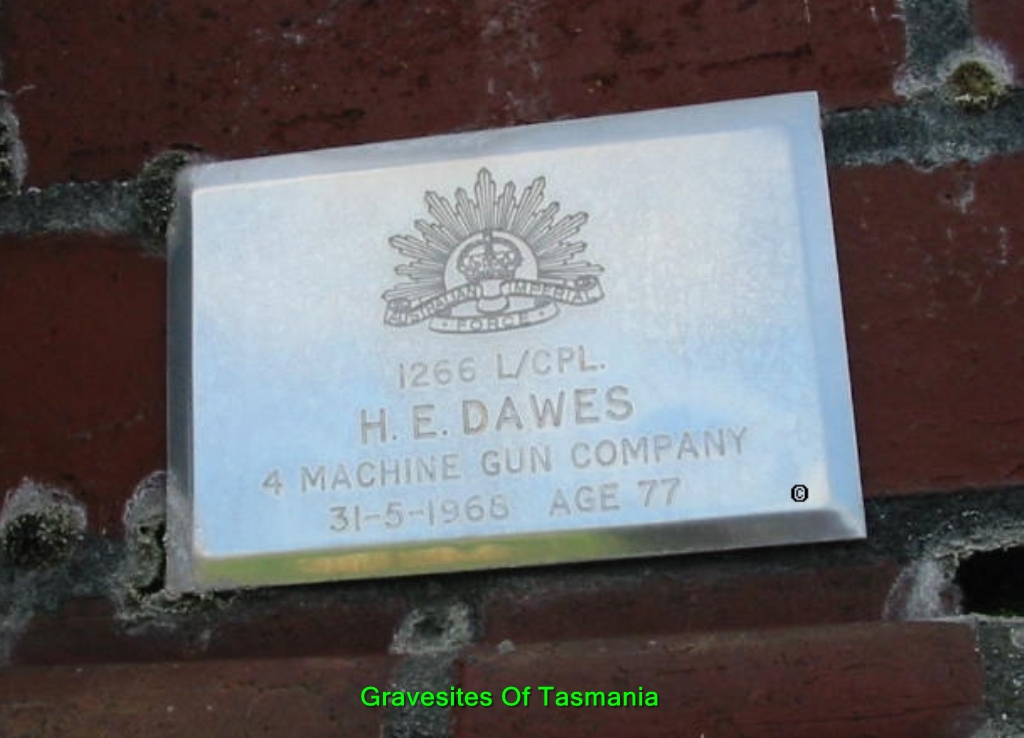 AUSTRALIAN IMPERIAL
FORCE
1266 L/CPL.
H. E. DAWES
4 MACHINE GUN COMPANY
31-5-1968 AGE 77
©
Gravesites Of Tasmania